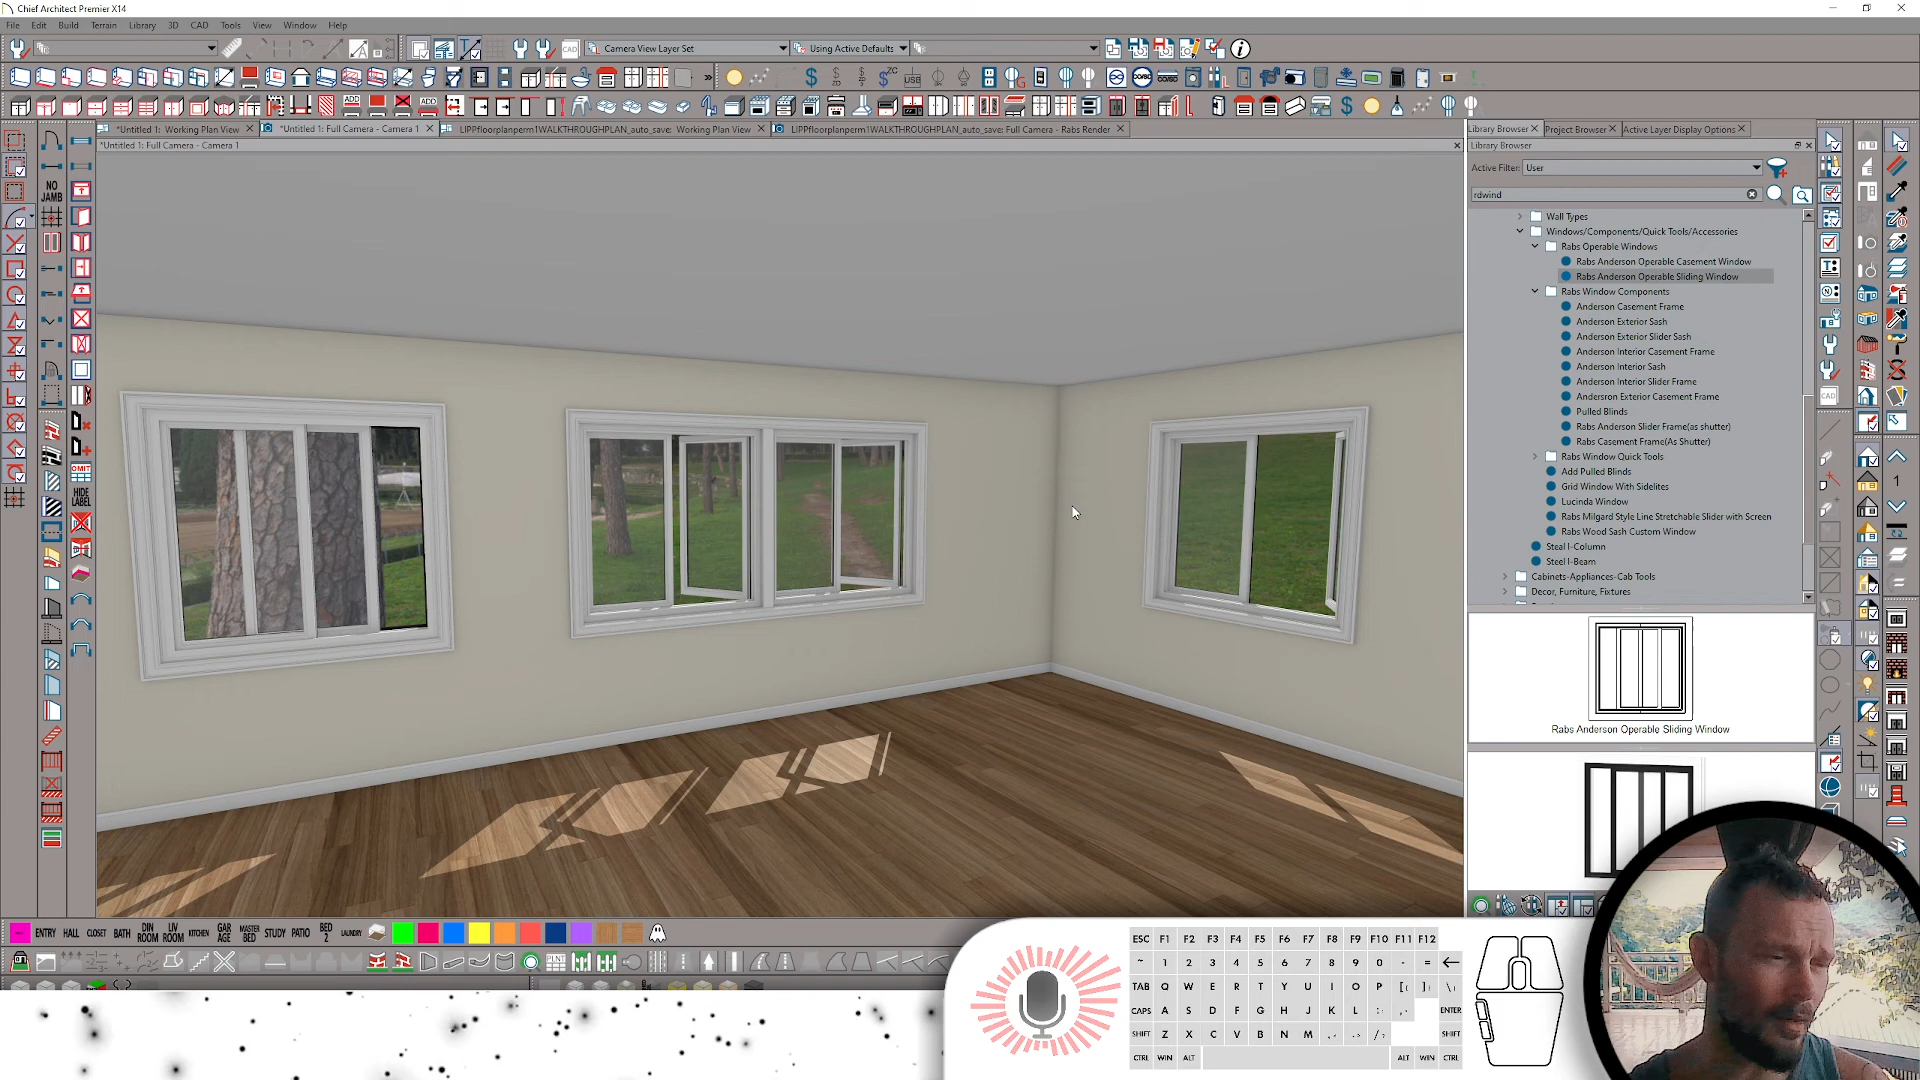 Chief Architect Premier X14
File Edit Build Terrain Library 3D CAD Tools View Window Help
Camera View Layer Set Using Active Defaults
*Untitled 1: Working Plan View *Untitled 1: Full Camera - Camera 1 LIPPfloorplanperm1WALKTHROUGHPLAN_auto_save: Working Plan View LIPPfloorplanperm1WALKTHROUGHPLAN_auto_save: Full Camera - Rabs Render
*Untitled 1: Full Camera - Camera 1
Library Browser Project Browser Active Layer Display Options
Library Browser
Active Filter: User
rdwind
Wall Types
Windows/Components/Quick Tools/Accessories
Rabs Operable Windows
Rabs Anderson Operable Casement Window
Rabs Anderson Operable Sliding Window
Rabs Window Components
Anderson Casement Frame
Anderson Exterior Sash
Anderson Exterior Slider Sash
Anderson Interior Casement Frame
Anderson Interior Sash
Anderson Interior Slider Frame
Andersron Exterior Casement Frame
Pulled Blinds
Rabs Anderson Slider Frame(as shutter)
Rabs Casement Frame(As Shutter)
Rabs Window Quick Tools
Add Pulled Blinds
Grid Window With Sidelites
Lucinda Window
Rabs Milgard Style Line Stretchable Slider with Screen
Rabs Wood Sash Custom Window
Steal I-Column
Steel I-Beam
Cabinets-Appliances-Cab Tools
Decor, Furniture, Fixtures
Rabs Anderson Operable Sliding Window
NO JAMB
OMIT
HIDE LABEL
ADD
ADD
USB
CAD
CAD
1
ENTRY HALL CLOSET BATH DIN ROOM LIV ROOM KITCHEN GAR AGE MASTER BED STUDY PATIO BED 2 LAUNDRY
PLNT
ESC F1 F2 F3 F4 F5 F6 F7 F8 F9 F10 F11 F12
~ 1 2 3 4 5 6 7 8 9 0 - =
TAB Q W E R T Y U I O P [ ] \
CAPS A S D F G H J K L ENTER
SHIFT Z X C V B N M SHIFT
CTRL WIN ALT ALT WIN CTRL